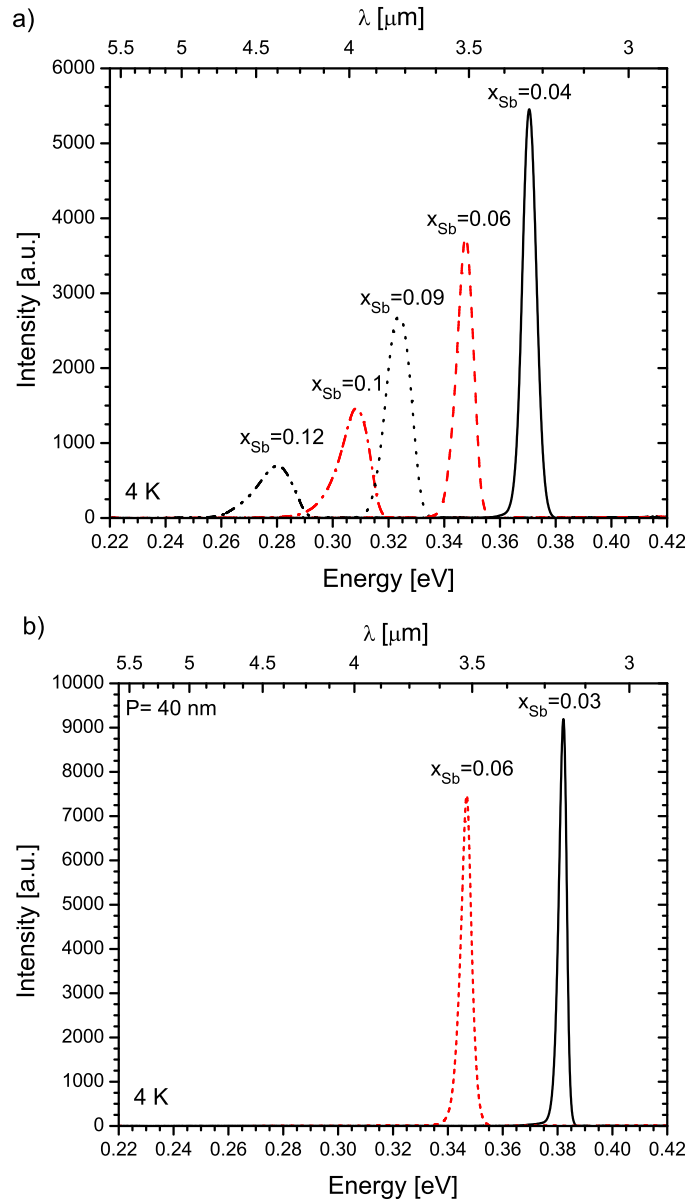 a)
λ [μm]
5.5 5 4.5 4 3.5 3
6000
5000
4000
3000
2000
1000
0
Intensity [a.u.]
x_Sb=0.04
x_Sb=0.06
x_Sb=0.09
x_Sb=0.1
x_Sb=0.12
4 K
0.22 0.24 0.26 0.28 0.30 0.32 0.34 0.36 0.38 0.40 0.42
Energy [eV]
b)
λ [μm]
5.5 5 4.5 4 3.5 3
10000
9000
8000
7000
6000
5000
4000
3000
2000
1000
0
Intensity [a.u.]
P= 40 nm
x_Sb=0.03
x_Sb=0.06
4 K
0.22 0.24 0.26 0.28 0.30 0.32 0.34 0.36 0.38 0.40 0.42
Energy [eV]